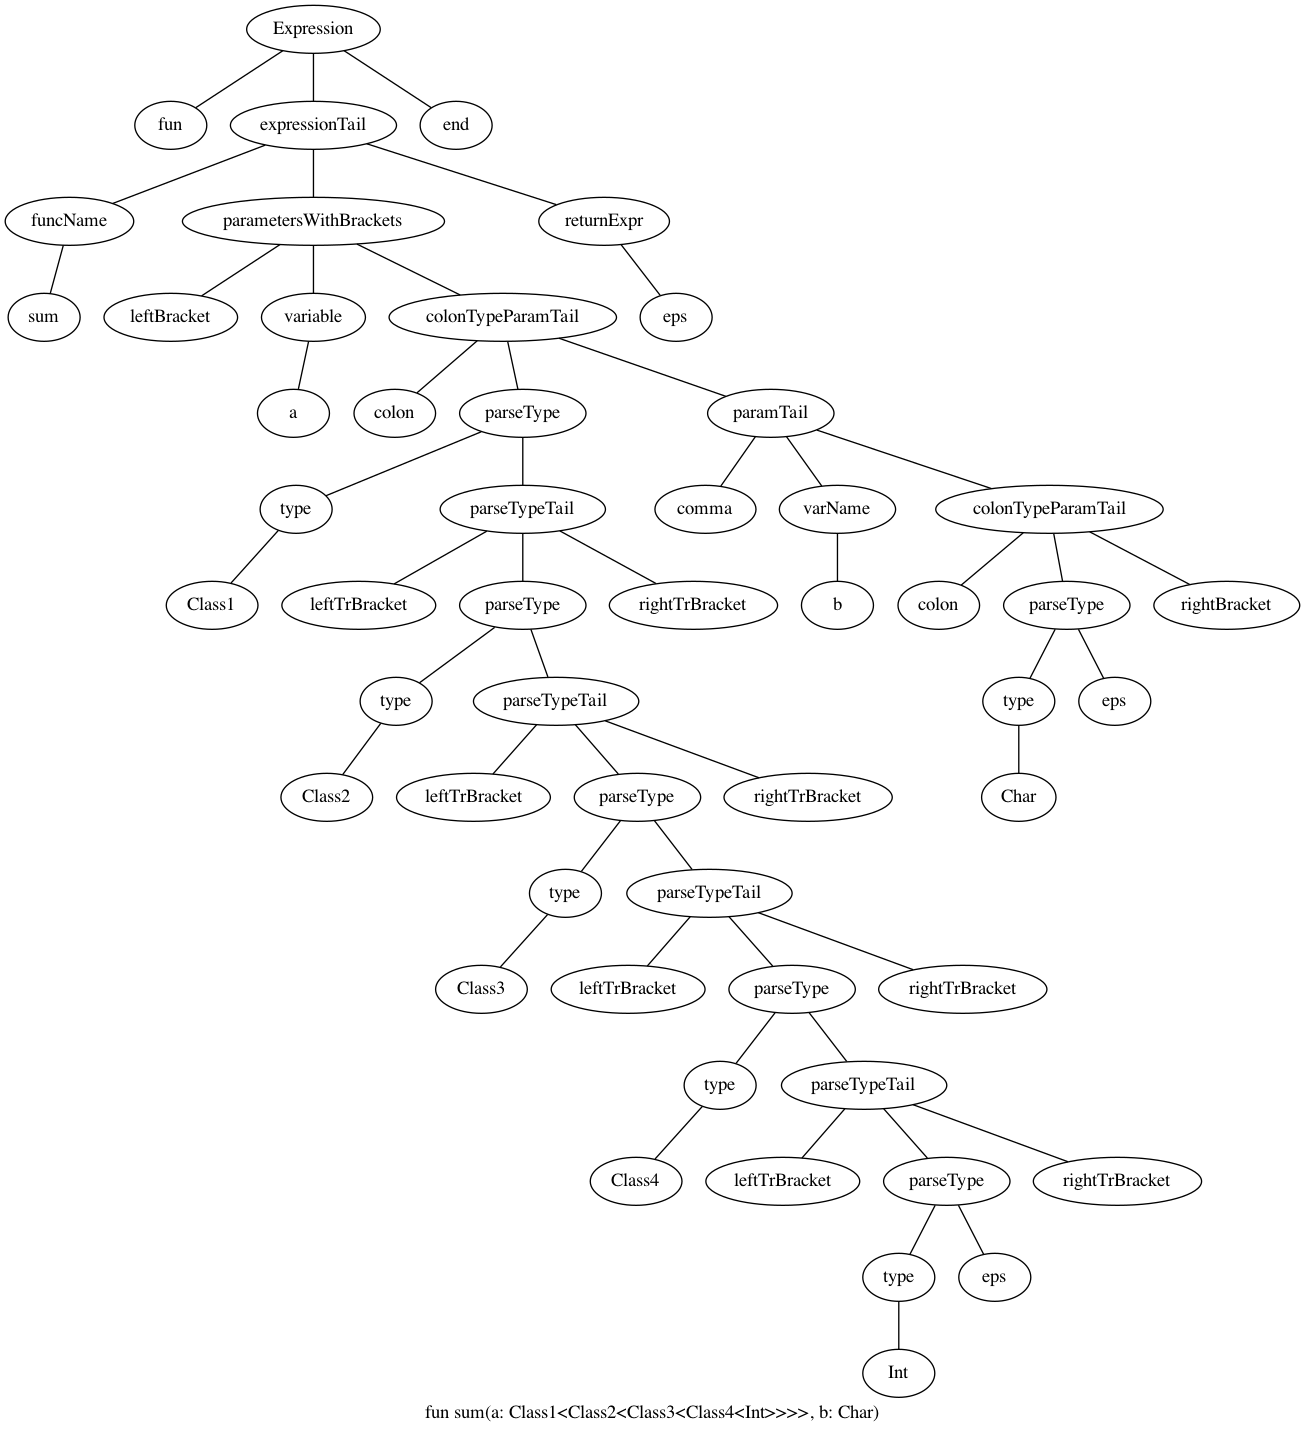 Expression
fun expressionTail end
funcName parametersWithBrackets returnExpr
sum leftBracket variable colonTypeParamTail eps
a colon parseType paramTail
type parseTypeTail comma varName colonTypeParamTail
Class1 leftTrBracket parseType rightTrBracket b colon parseType rightBracket
type parseTypeTail type eps
Class2 leftTrBracket parseType rightTrBracket Char
type parseTypeTail
Class3 leftTrBracket parseType rightTrBracket
type parseTypeTail
Class4 leftTrBracket parseType rightTrBracket
type eps
Int
fun sum(a: Class1<Class2<Class3<Class4<Int>>>>, b: Char)